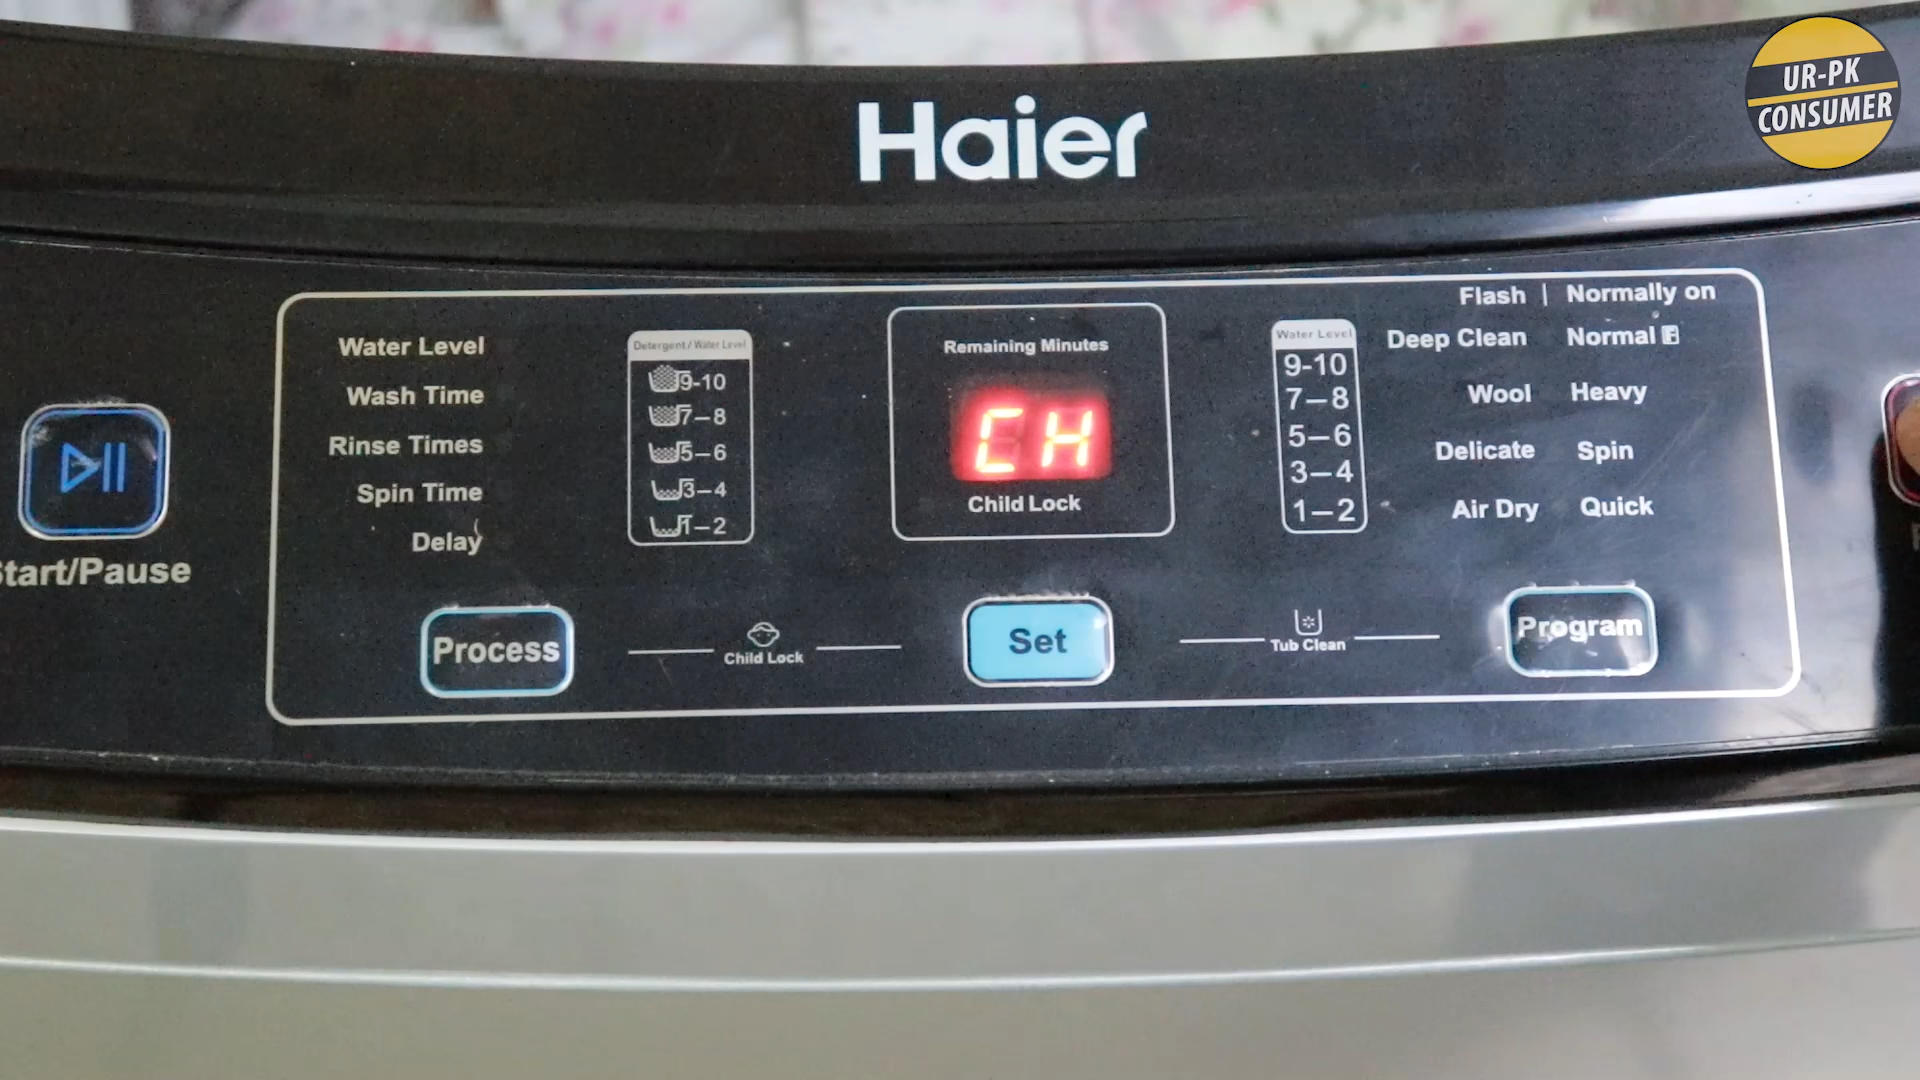 UR-PK
CONSUMER
Haier
Start/Pause
Water Level
Wash Time
Rinse Times
Spin Time
Delay
Detergent/Water Level
9-10
7–8
5–6
3–4
1–2
Remaining Minutes
CH
Child Lock
Water Level
9-10
7–8
5–6
3–4
1–2
Flash | Normally on
Deep Clean Normal F
Wool Heavy
Delicate Spin
Air Dry Quick
Process
Child Lock
Set
Tub Clean
Program